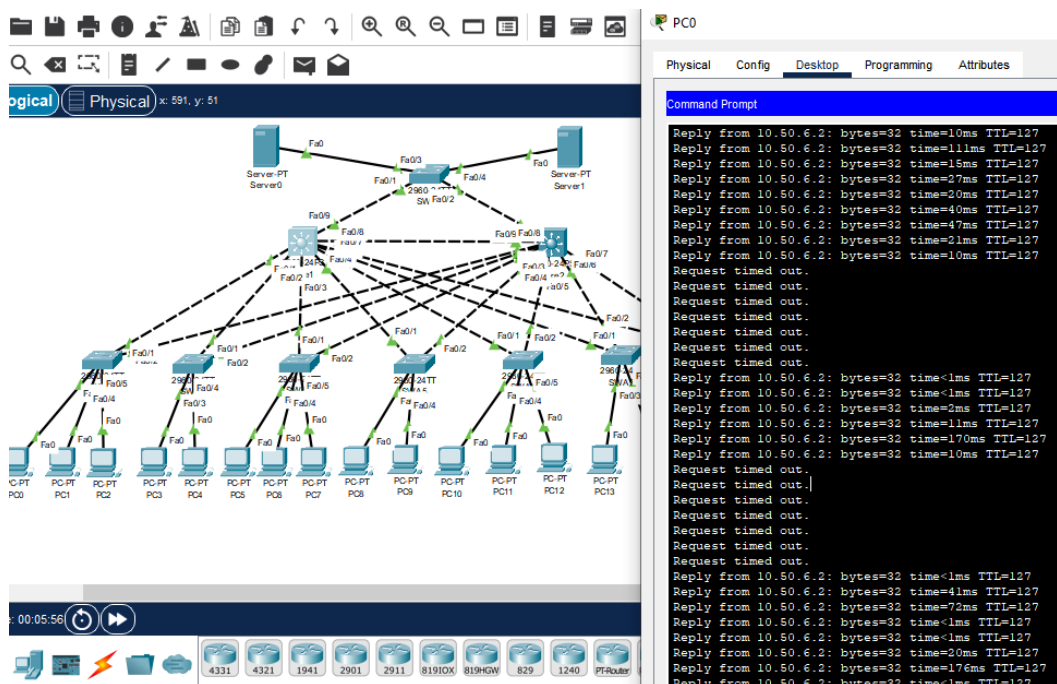 PC0
Physical Config Desktop Programming Attributes
ogical Physical x: 591, y: 51
Command Prompt
Reply from 10.50.6.2: bytes=32 time=10ms TTL=127
Reply from 10.50.6.2: bytes=32 time=111ms TTL=127
Reply from 10.50.6.2: bytes=32 time=15ms TTL=127
Reply from 10.50.6.2: bytes=32 time=27ms TTL=127
Reply from 10.50.6.2: bytes=32 time=20ms TTL=127
Reply from 10.50.6.2: bytes=32 time=40ms TTL=127
Reply from 10.50.6.2: bytes=32 time=47ms TTL=127
Reply from 10.50.6.2: bytes=32 time=21ms TTL=127
Reply from 10.50.6.2: bytes=32 time=10ms TTL=127
Request timed out.
Request timed out.
Request timed out.
Request timed out.
Request timed out.
Request timed out.
Request timed out.
Reply from 10.50.6.2: bytes=32 time<1ms TTL=127
Reply from 10.50.6.2: bytes=32 time<1ms TTL=127
Reply from 10.50.6.2: bytes=32 time=2ms TTL=127
Reply from 10.50.6.2: bytes=32 time=11ms TTL=127
Reply from 10.50.6.2: bytes=32 time=170ms TTL=127
Reply from 10.50.6.2: bytes=32 time=10ms TTL=127
Request timed out.
Request timed out.
Request timed out.
Request timed out.
Request timed out.
Request timed out.
Request timed out.
Reply from 10.50.6.2: bytes=32 time<1ms TTL=127
Reply from 10.50.6.2: bytes=32 time=41ms TTL=127
Reply from 10.50.6.2: bytes=32 time=72ms TTL=127
Reply from 10.50.6.2: bytes=32 time<1ms TTL=127
Reply from 10.50.6.2: bytes=32 time<1ms TTL=127
Reply from 10.50.6.2: bytes=32 time=20ms TTL=127
Reply from 10.50.6.2: bytes=32 time=176ms TTL=127
Reply from 10.50.6.2: bytes=32 time<1ms TTL=127
Fa0
Server-PT
Server0
Fa0/3
Fa0/1
Fa0/4
Fa0/2
Fa0
Server-PT
Server1
Fa0/9
Fa0/8
Fa0/9 Fa0/8
Fa0/7
Fa0/2
Fa0/3
Fa0/3
Fa0/4
Fa0/6
Fa0/2
Fa0/1
Fa0/1
Fa0/2
Fa0/1
Fa0/2
Fa0/1
Fa0/2
Fa0/1
Fa0/2
Fa0/1
Fa0/5
Fa0/4
Fa0/4
Fa0/3
Fa0/5
Fa0/4
Fa0/4
Fa0/5
Fa0/4
Fa0 Fa0 Fa0 Fa0 Fa0 Fa0 Fa0 Fa0 Fa0 Fa0 Fa0 Fa0 Fa0
PC-PT PC-PT PC-PT PC-PT PC-PT PC-PT PC-PT PC-PT PC-PT PC-PT PC-PT PC-PT PC-PT
PC0 PC1 PC2 PC3 PC4 PC5 PC6 PC7 PC8 PC9 PC10 PC11 PC12 PC13
: 00:05:56
4331 4321 1941 2901 2911 819IOX 819HGW 829 1240 PT-Router